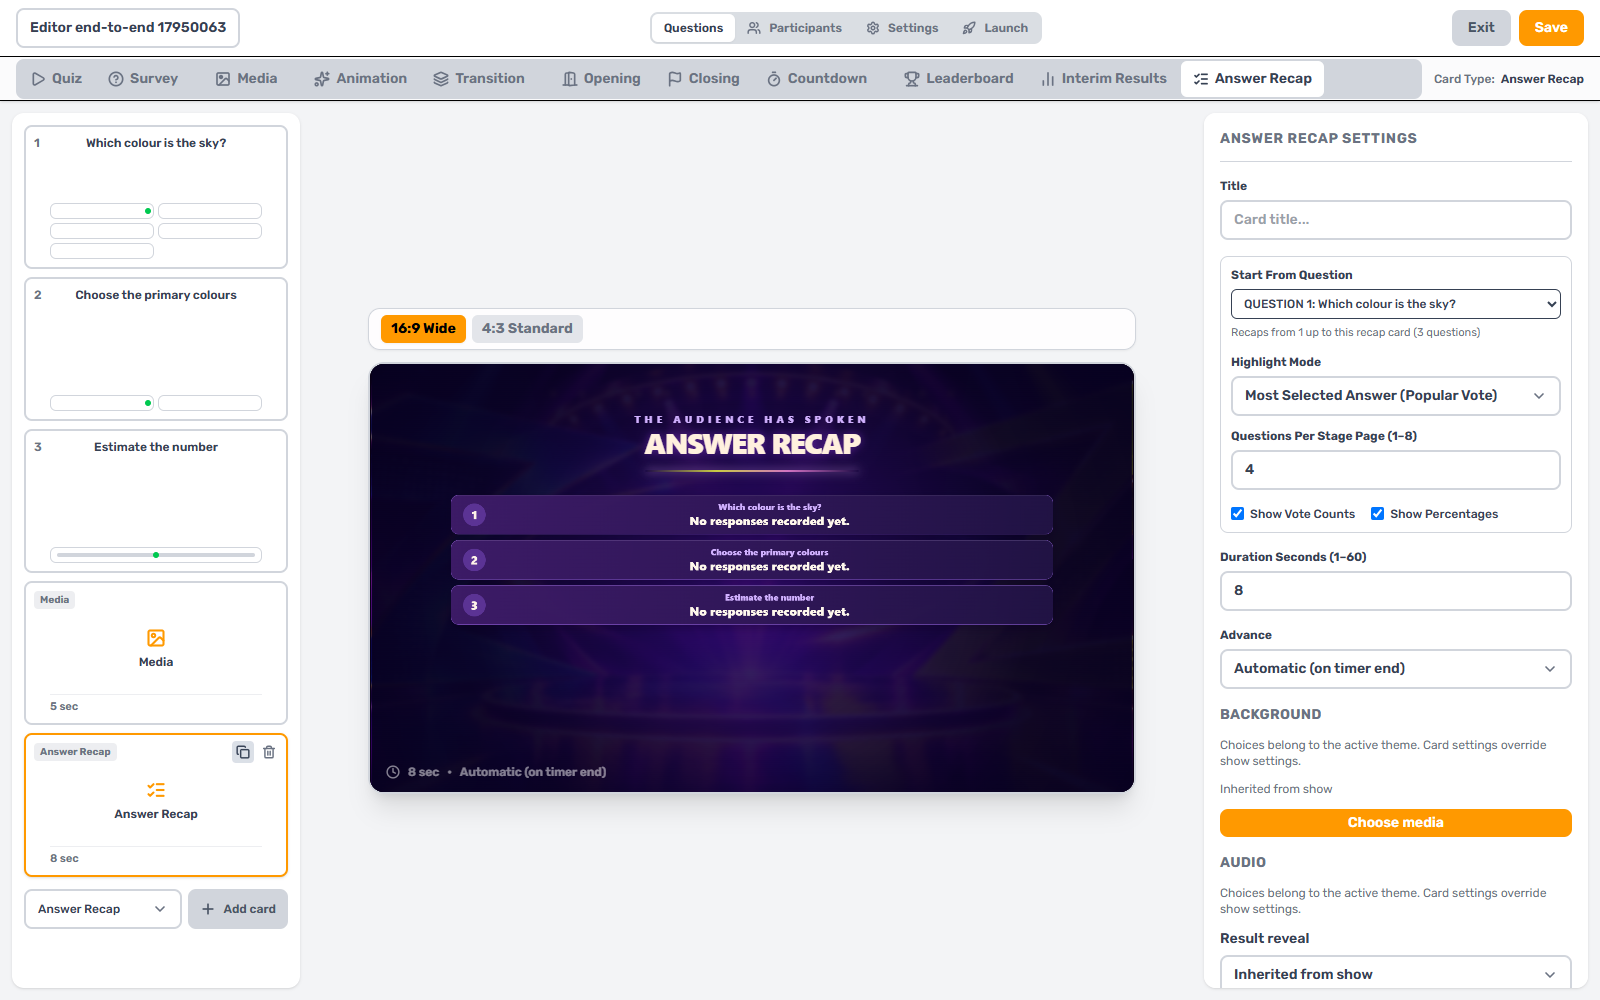 Editor end-to-end 17950063
Questions
Participants
Settings
Launch
Exit
Save
Quiz
Survey
Media
Animation
Transition
Opening
Closing
Countdown
Leaderboard
Interim Results
Answer Recap
Card Type: Answer Recap
1
Which colour is the sky?
2
Choose the primary colours
3
Estimate the number
Media
Media
5 sec
Answer Recap
Answer Recap
8 sec
Answer Recap
Add card
16:9 Wide
4:3 Standard
THE AUDIENCE HAS SPOKEN
ANSWER RECAP
1
Which colour is the sky?
No responses recorded yet.
2
Choose the primary colours
No responses recorded yet.
3
Estimate the number
No responses recorded yet.
8 sec • Automatic (on timer end)
ANSWER RECAP SETTINGS
Title
Card title...
Start From Question
QUESTION 1: Which colour is the sky?
Recaps from 1 up to this recap card (3 questions)
Highlight Mode
Most Selected Answer (Popular Vote)
Questions Per Stage Page (1–8)
4
Show Vote Counts
Show Percentages
Duration Seconds (1–60)
8
Advance
Automatic (on timer end)
BACKGROUND
Choices belong to the active theme. Card settings override
show settings.
Inherited from show
Choose media
AUDIO
Choices belong to the active theme. Card settings override
show settings.
Result reveal
Inherited from show